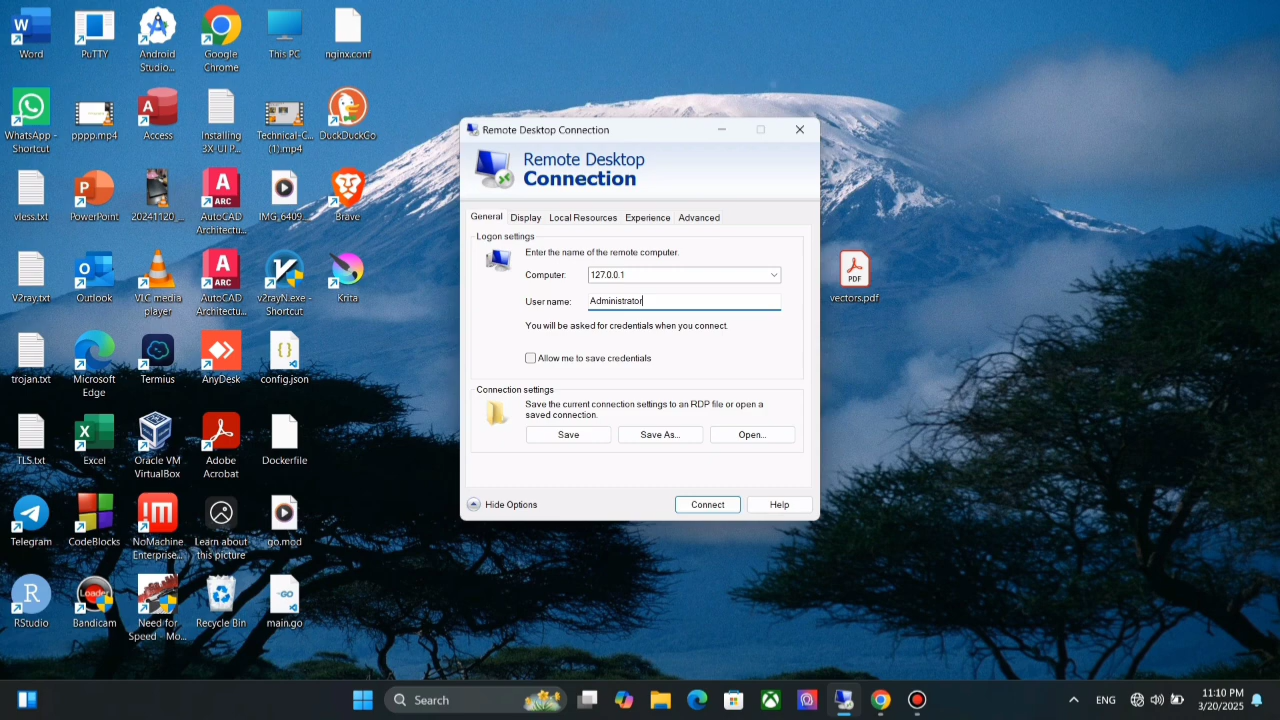 Word
PuTTY
Android
Studio...
Google
Chrome
This PC
nginx.conf
WhatsApp -
Shortcut
pppp.mp4
Access
Installing
3X-UI P...
Technical-C...
(1).mp4
DuckDuckGo
vless.txt
PowerPoint
20241120_...
AutoCAD
Architectu...
IMG_6409...
Brave
V2ray.txt
Outlook
VLC media
player
AutoCAD
Architectu...
v2rayN.exe -
Shortcut
Krita
trojan.txt
Microsoft
Edge
Termius
AnyDesk
config.json
TLS.txt
Excel
Oracle VM
VirtualBox
Adobe
Acrobat
Dockerfile
Telegram
CodeBlocks
NoMachine
Enterprise...
Learn about
this picture
go.mod
RStudio
Bandicam
Need for
Speed - Mo...
Recycle Bin
main.go
vectors.pdf
PDF
Remote Desktop Connection
Remote Desktop
Connection
General Display Local Resources Experience Advanced
Logon settings
Enter the name of the remote computer.
Computer: 127.0.0.1
User name: Administrator
You will be asked for credentials when you connect.
Allow me to save credentials
Connection settings
Save the current connection settings to an RDP file or open a
saved connection.
Save Save As... Open...
Hide Options Connect Help
Search
ENG
11:10 PM
3/20/2025